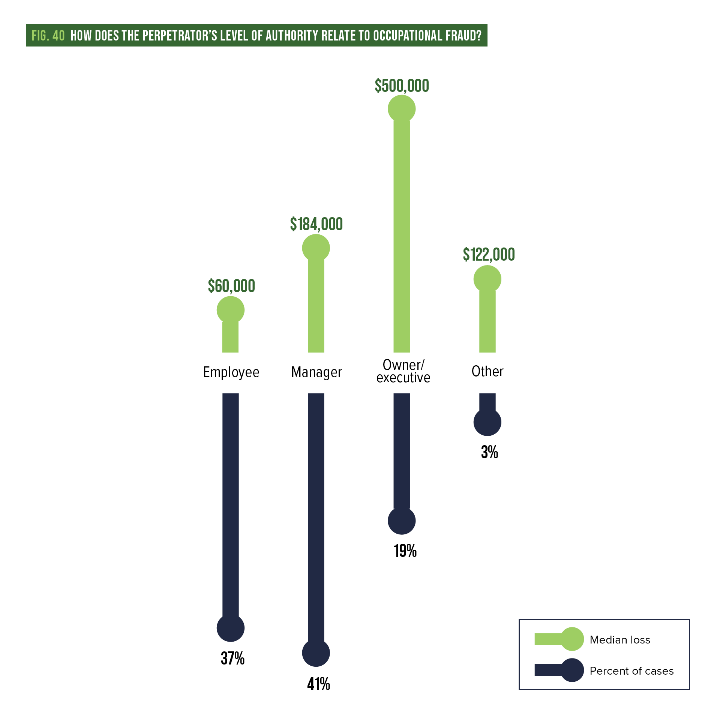 FIG. 40 HOW DOES THE PERPETRATOR'S LEVEL OF AUTHORITY RELATE TO OCCUPATIONAL FRAUD?
$500,000
$184,000
$122,000
$60,000
Employee
Manager
Owner/
executive
Other
3%
19%
37%
41%
Median loss
Percent of cases